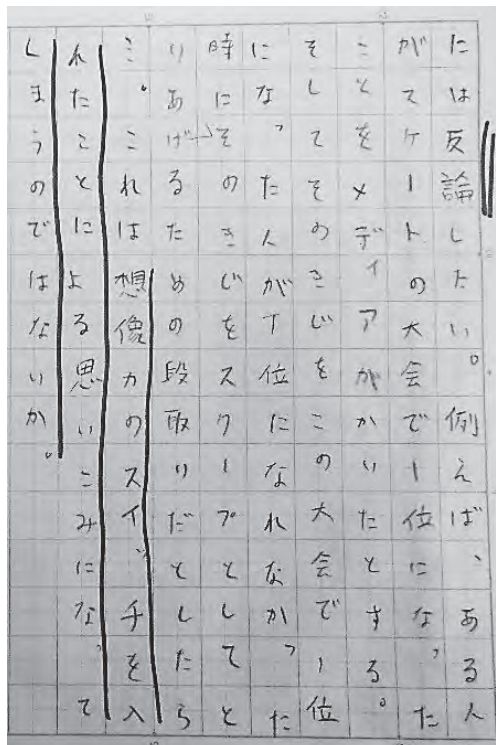 には反論したい。例えば、ある人
がスケートの大会で一位になった
ことをメディアがかいたとする。
そしてそのきじをこの大会で1位
になった人が1位になれなかった
時にそのきじをスクープとしてと
りあげるための段取りだとしたら
…。これは想像力のスイッチを入
れたことによる思いこみになって
しまうのではないか。